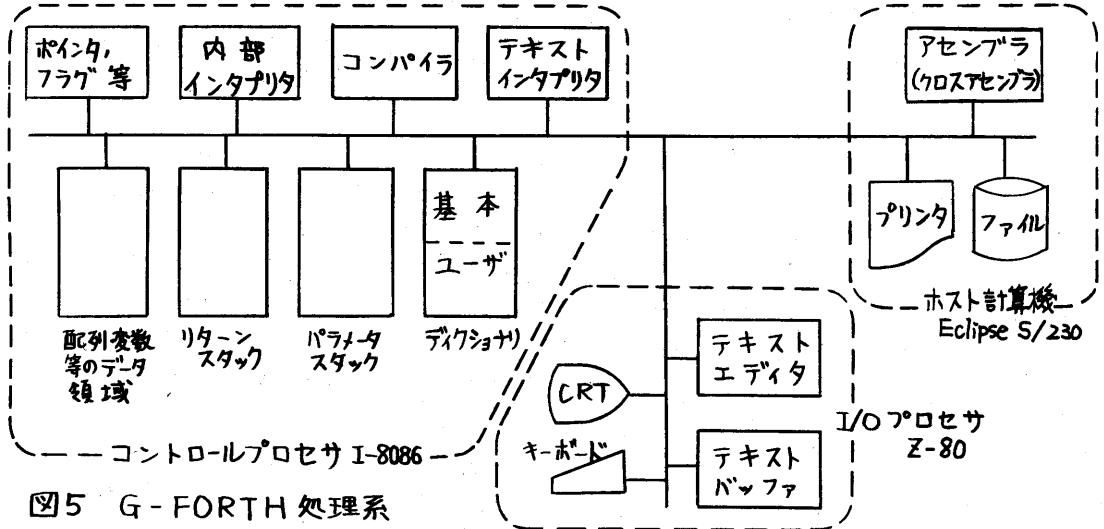 ポインタ,
フラグ等
内部
インタプリタ
コンパイラ
テキスト
インタプリタ
アセンブラ
(クロスアセンブラ)
基本
ユーザ
プリンタ
ファイル
配列変数
等のデータ
領域
リターン
スタック
パラメータ
スタック
ディクショナリ
ホスト計算機
Eclipse S/230
コントロールプロセサ I-8086
テキスト
エディタ
CRT
キーボード
テキスト
バッファ
I/Oプロセサ
Z-80
図5 G-FORTH 処理系